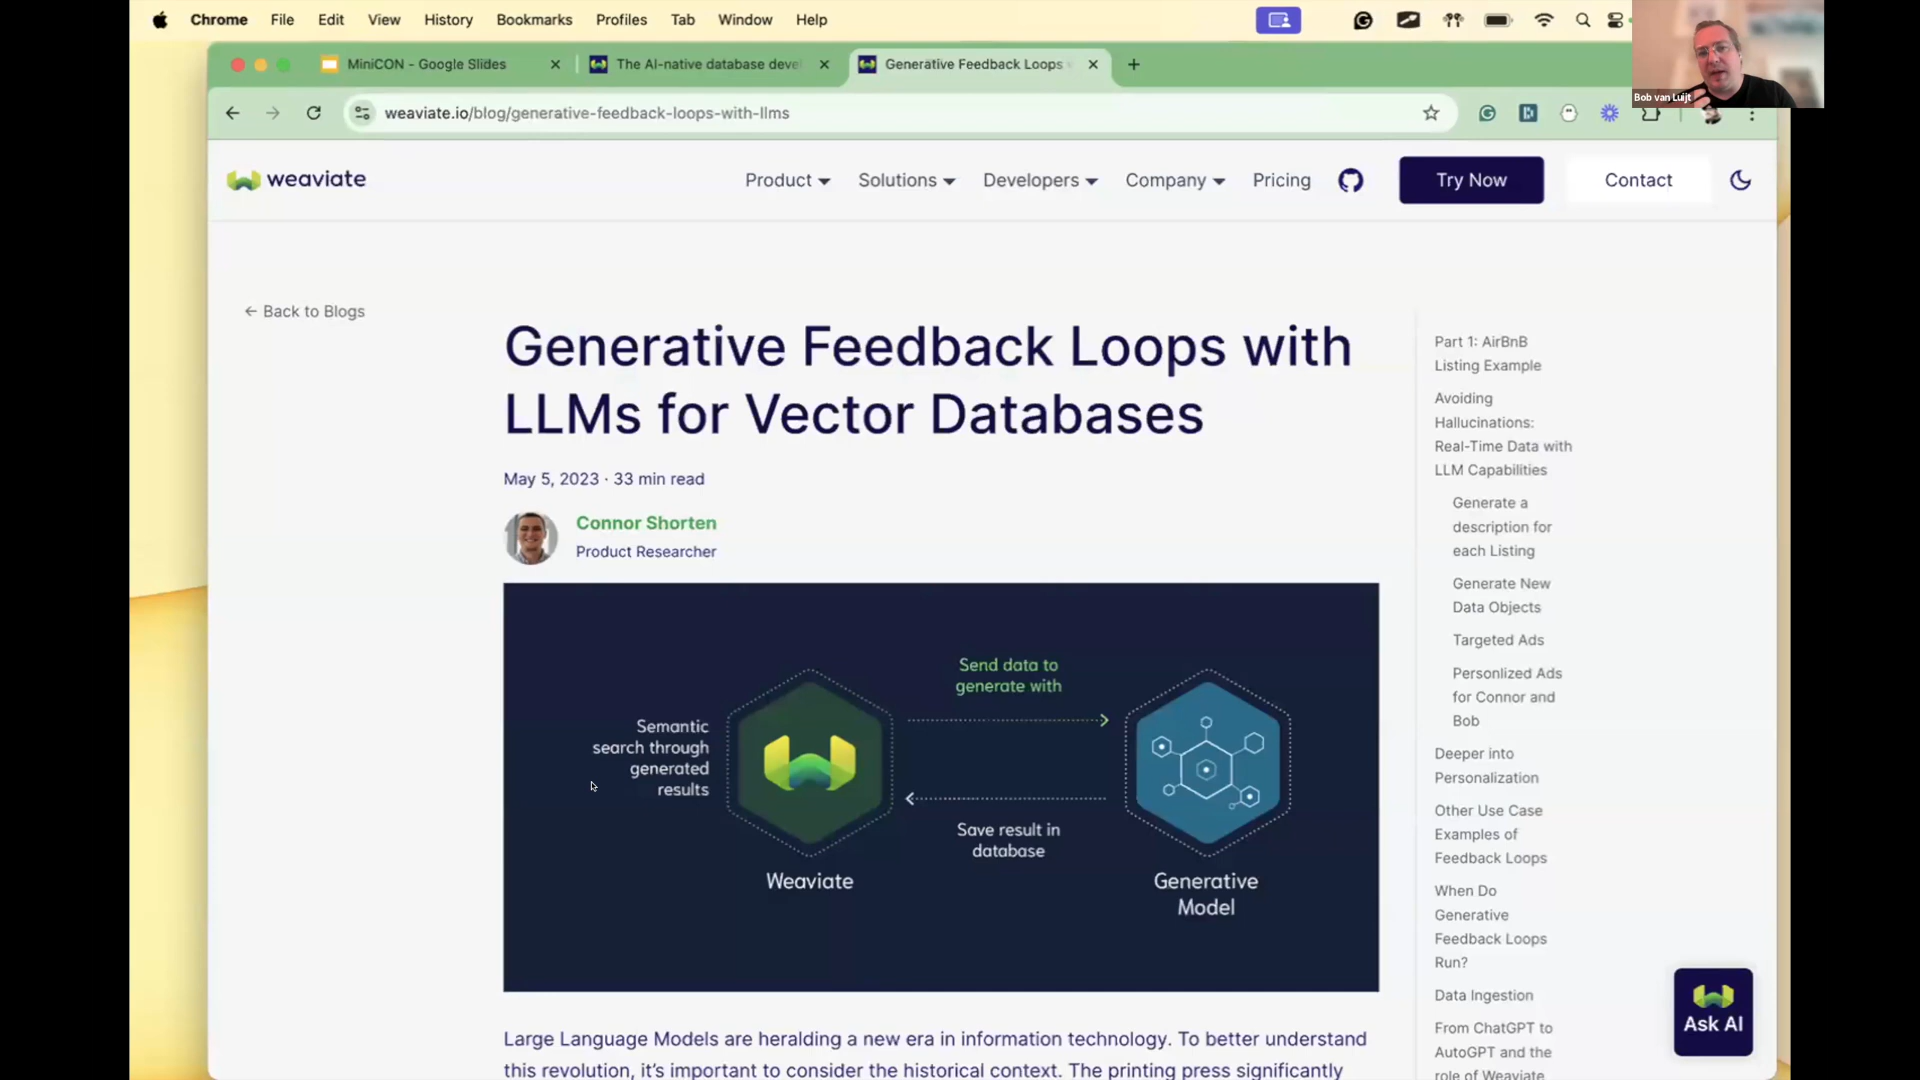 Chrome File Edit View History Bookmarks Profiles Tab Window Help
Bob van Luijt
MiniCON - Google Slides
The AI-native database deve
Generative Feedback Loops
weaviate.io/blog/generative-feedback-loops-with-llms
weaviate
Product Solutions Developers Company Pricing
Try Now
Contact
← Back to Blogs
Generative Feedback Loops with
LLMs for Vector Databases
May 5, 2023 · 33 min read
Connor Shorten
Product Researcher
Semantic
search through
generated
results
Send data to
generate with
Save result in
database
Weaviate
Generative
Model
Large Language Models are heralding a new era in information technology. To better understand
this revolution, it’s important to consider the historical context. The printing press significantly
Part 1: AirBnB
Listing Example
Avoiding
Hallucinations:
Real-Time Data with
LLM Capabilities
Generate a
description for
each Listing
Generate New
Data Objects
Targeted Ads
Personlized Ads
for Connor and
Bob
Deeper into
Personalization
Other Use Case
Examples of
Feedback Loops
When Do
Generative
Feedback Loops
Run?
Data Ingestion
From ChatGPT to
AutoGPT and the
role of Weaviate
Ask AI